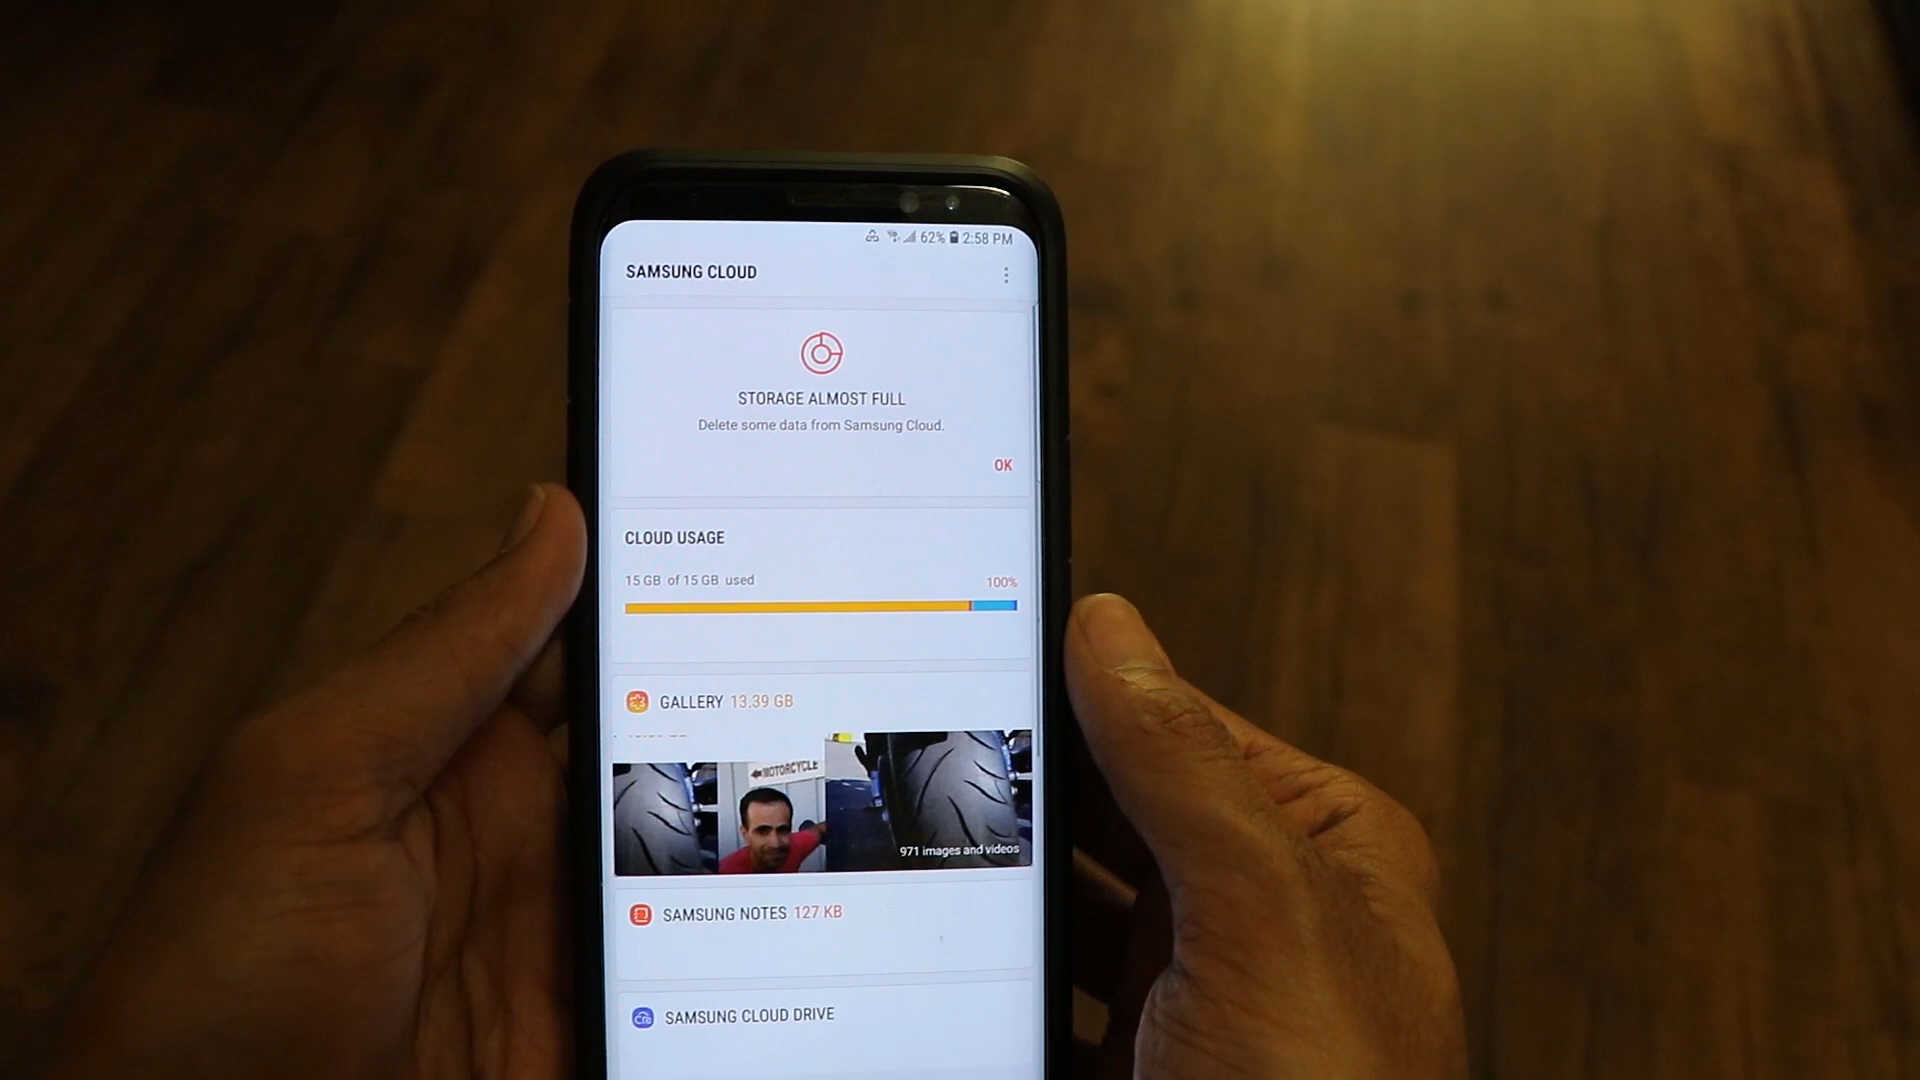 62% 2:58 PM
SAMSUNG CLOUD
STORAGE ALMOST FULL
Delete some data from Samsung Cloud.
OK
CLOUD USAGE
15 GB of 15 GB used
100%
GALLERY 13.39 GB
MOTORCYCLE
971 images and videos
SAMSUNG NOTES 127 KB
SAMSUNG CLOUD DRIVE